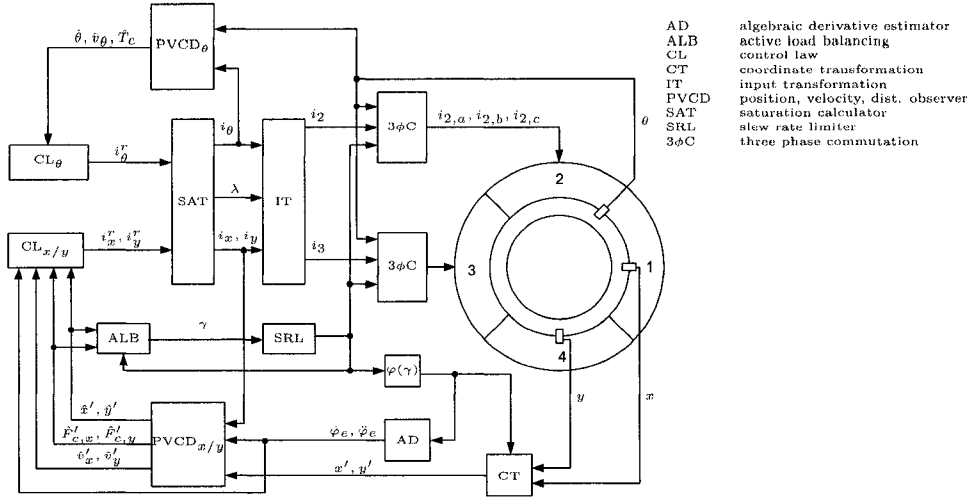 θ̂, v̂_θ, T̂_c
PVCD_θ
CL_θ
i_θ^r
i_θ
SAT
λ
IT
i_2
3ϕC
i_{2,a}, i_{2,b}, i_{2,c}
θ
2
CL_{x/y}
i_x^r, i_y^r
i_x, i_y
i_3
3ϕC
3
1
4
ALB
γ
SRL
φ(γ)
y
x
x̂′, ŷ′
F̂′_{c,x}, F̂′_{c,y}
v̂′_x, v̂′_y
PVCD_{x/y}
φ̇_e, φ̈_e
AD
x′, y′
CT
AD algebraic derivative estimator
ALB active load balancing
CL control law
CT coordinate transformation
IT input transformation
PVCD position, velocity, dist. observer
SAT saturation calculator
SRL slew rate limiter
3ϕC three phase commutation